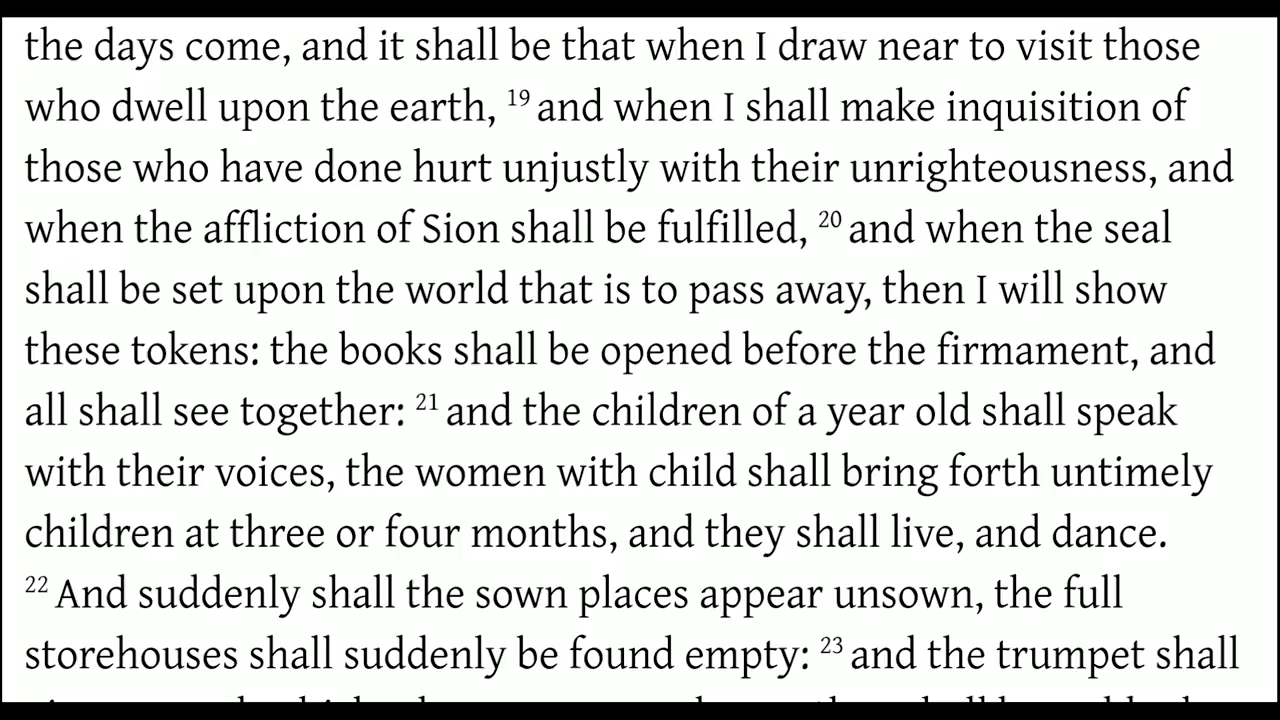 the days come, and it shall be that when I draw near to visit those
who dwell upon the earth, 19 and when I shall make inquisition of
those who have done hurt unjustly with their unrighteousness, and
when the affliction of Sion shall be fulfilled, 20 and when the seal
shall be set upon the world that is to pass away, then I will show
these tokens: the books shall be opened before the firmament, and
all shall see together: 21 and the children of a year old shall speak
with their voices, the women with child shall bring forth untimely
children at three or four months, and they shall live, and dance.
22 And suddenly shall the sown places appear unsown, the full
storehouses shall suddenly be found empty: 23 and the trumpet shall